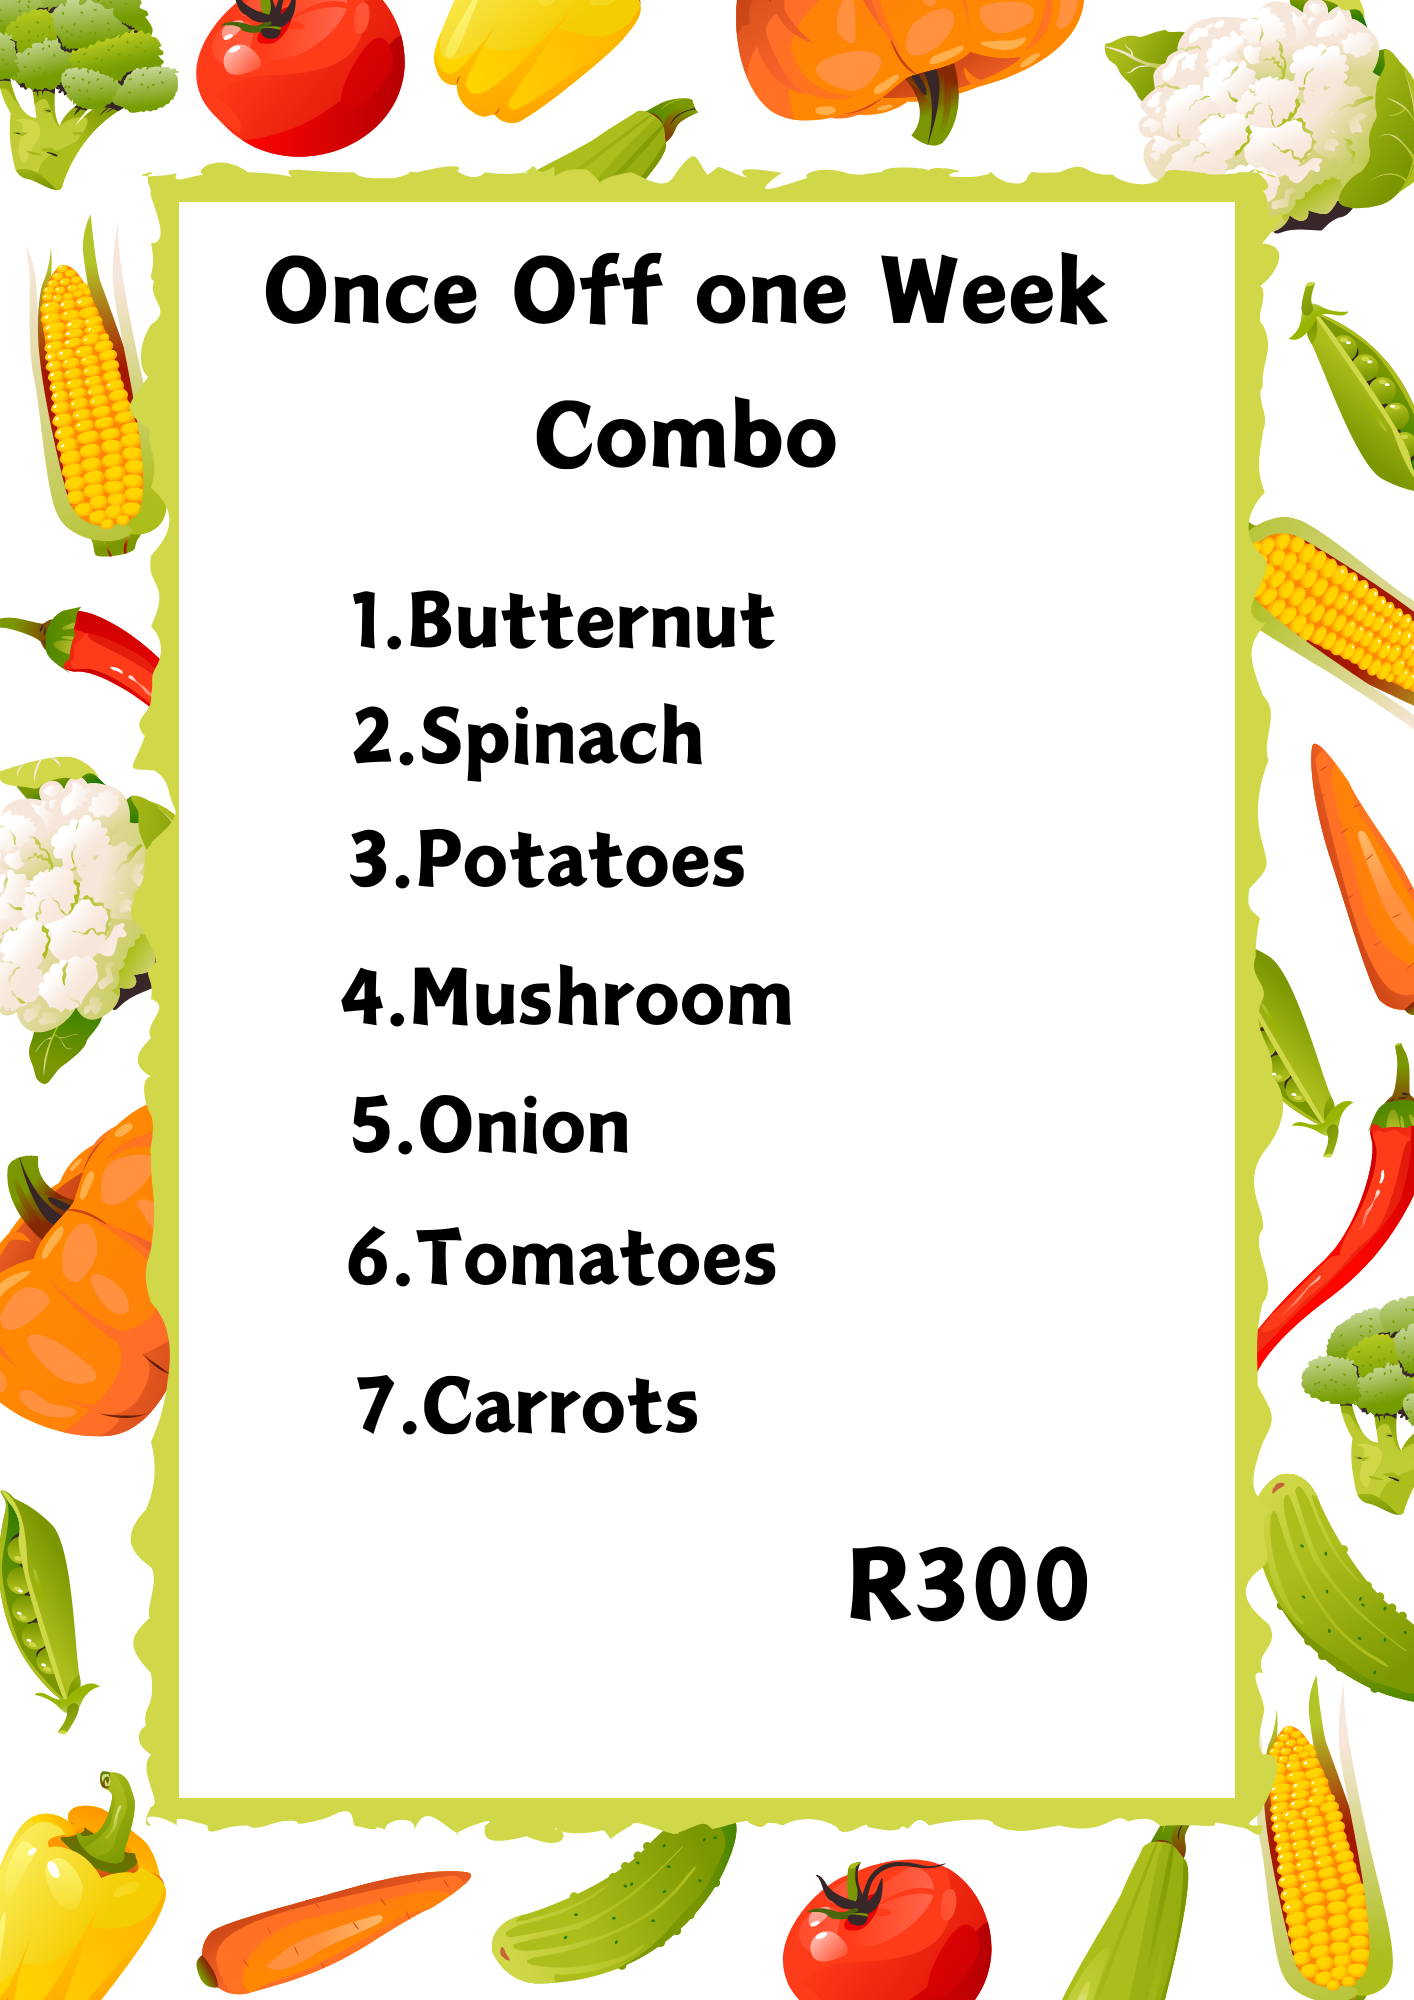 Once Off one Week
Combo
1.Butternut
2.Spinach
3.Potatoes
4.Mushroom
5.Onion
6.Tomatoes
7.Carrots
R300